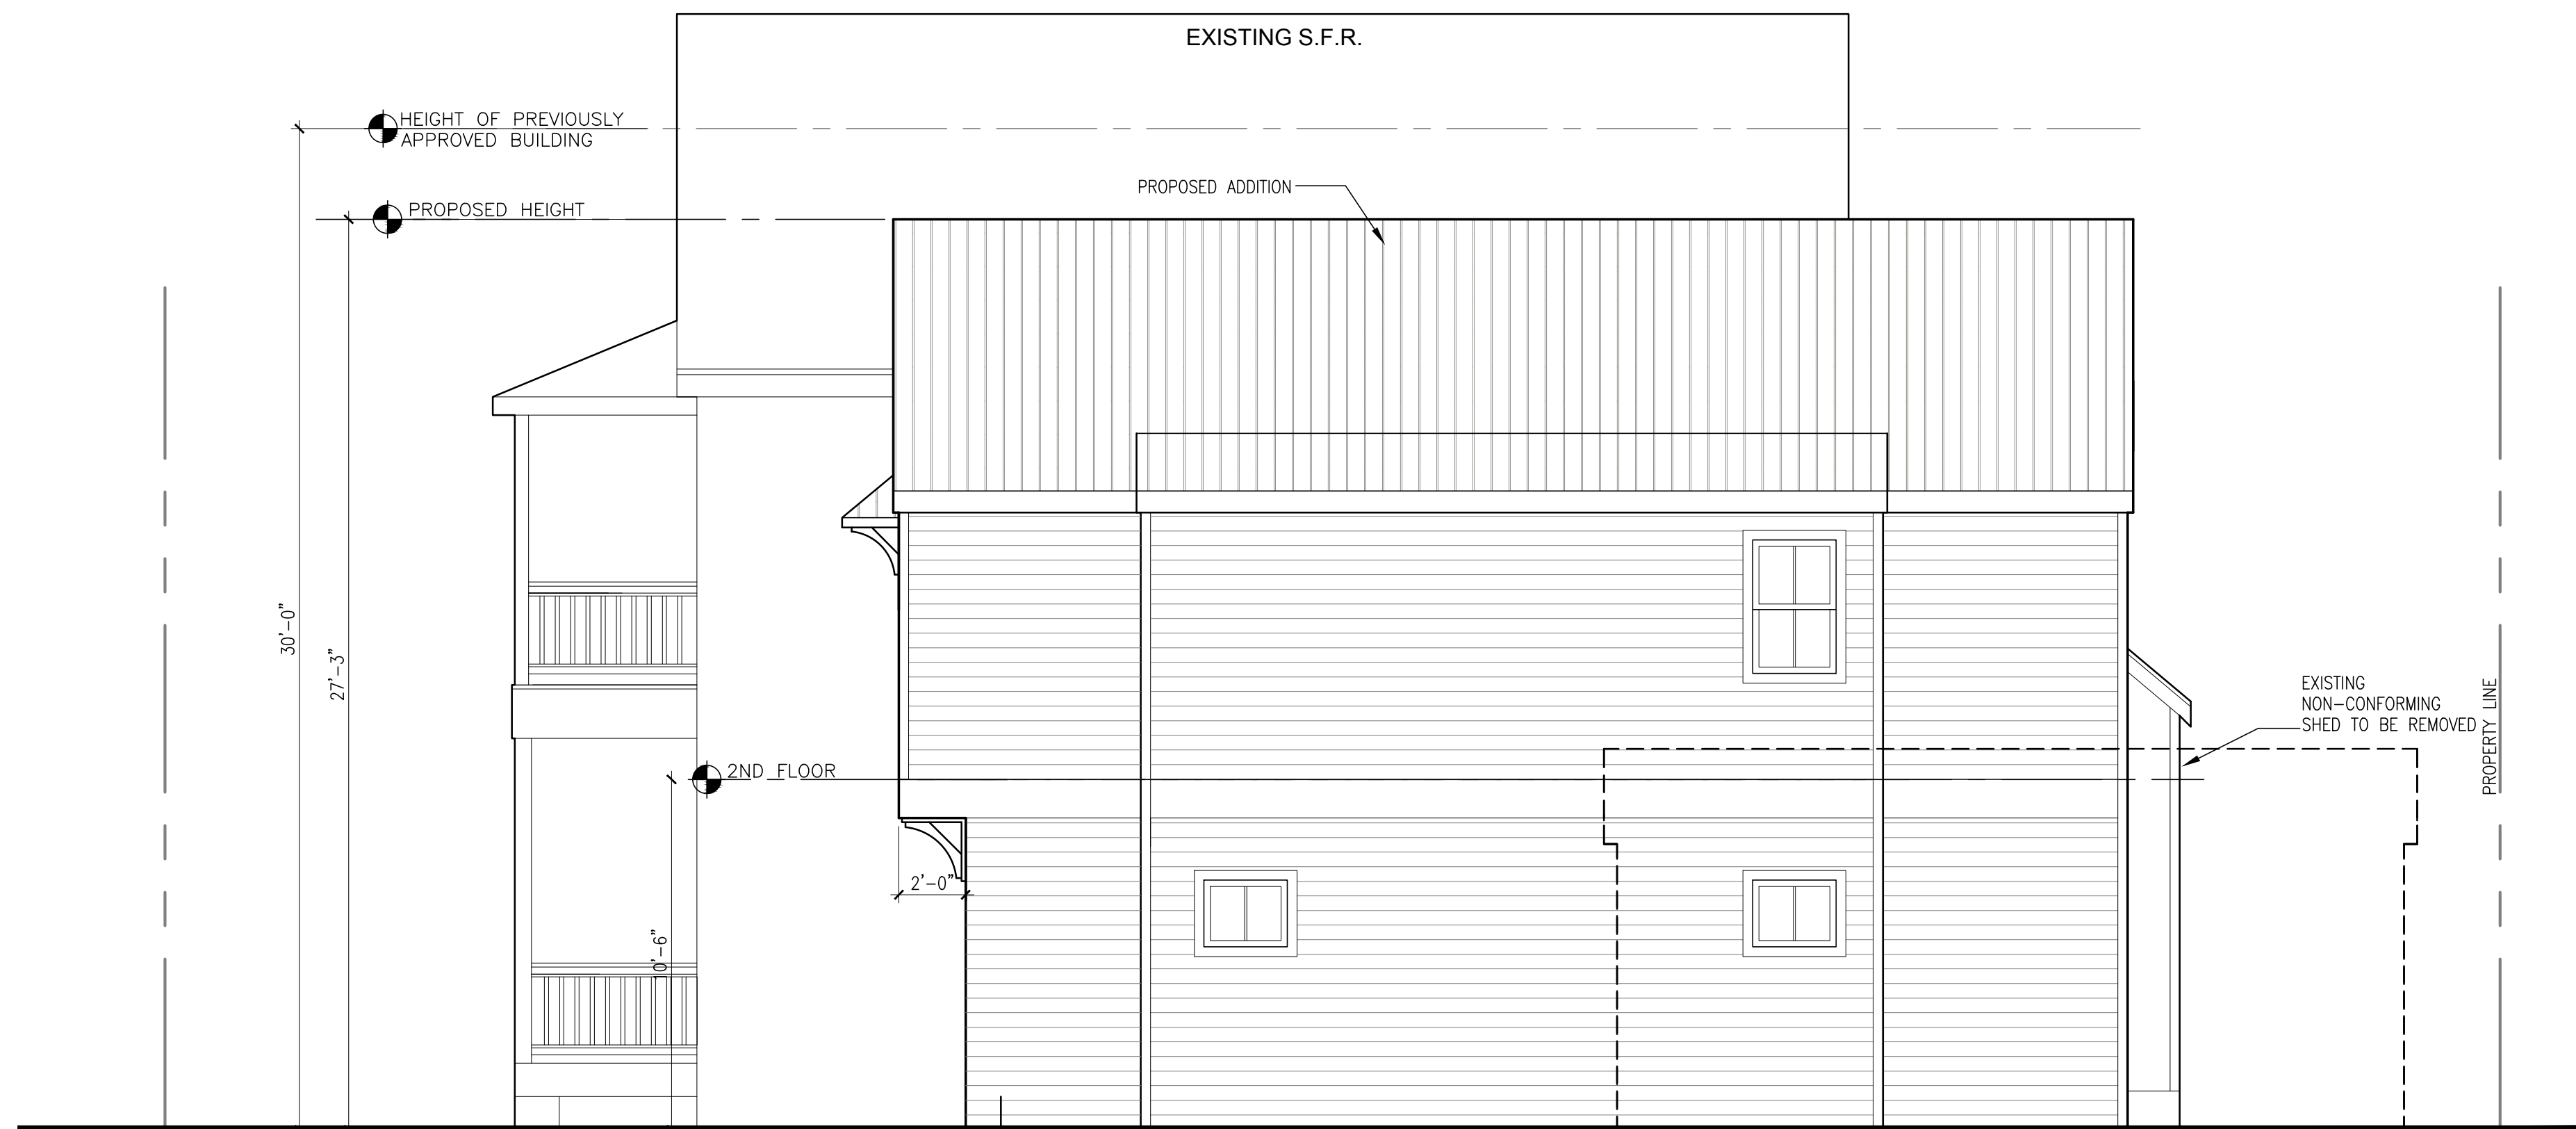 EXISTING S.F.R.
HEIGHT OF PREVIOUSLY
APPROVED BUILDING
PROPOSED ADDITION
PROPOSED HEIGHT
30'-0"
27'-3"
EXISTING
NON-CONFORMING
SHED TO BE REMOVED
PROPERTY LINE
2ND FLOOR
2'-0"
10'-6"